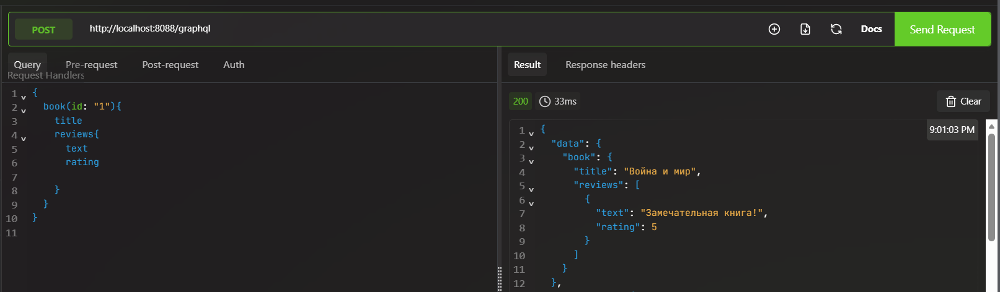 POST http://localhost:8088/graphql Docs Send Request
Query Pre-request Post-request Auth
Request Handlers
1 {
2 book(id: "1"){
3 title
4 reviews{
5 text
6 rating
7
8 }
9 }
10 }
11
Result Response headers
200 33ms Clear
9:01:03 PM
1 {
2 "data": {
3 "book": {
4 "title": "Война и мир",
5 "reviews": [
6 {
7 "text": "Замечательная книга!",
8 "rating": 5
9 }
10 ]
11 }
12 },